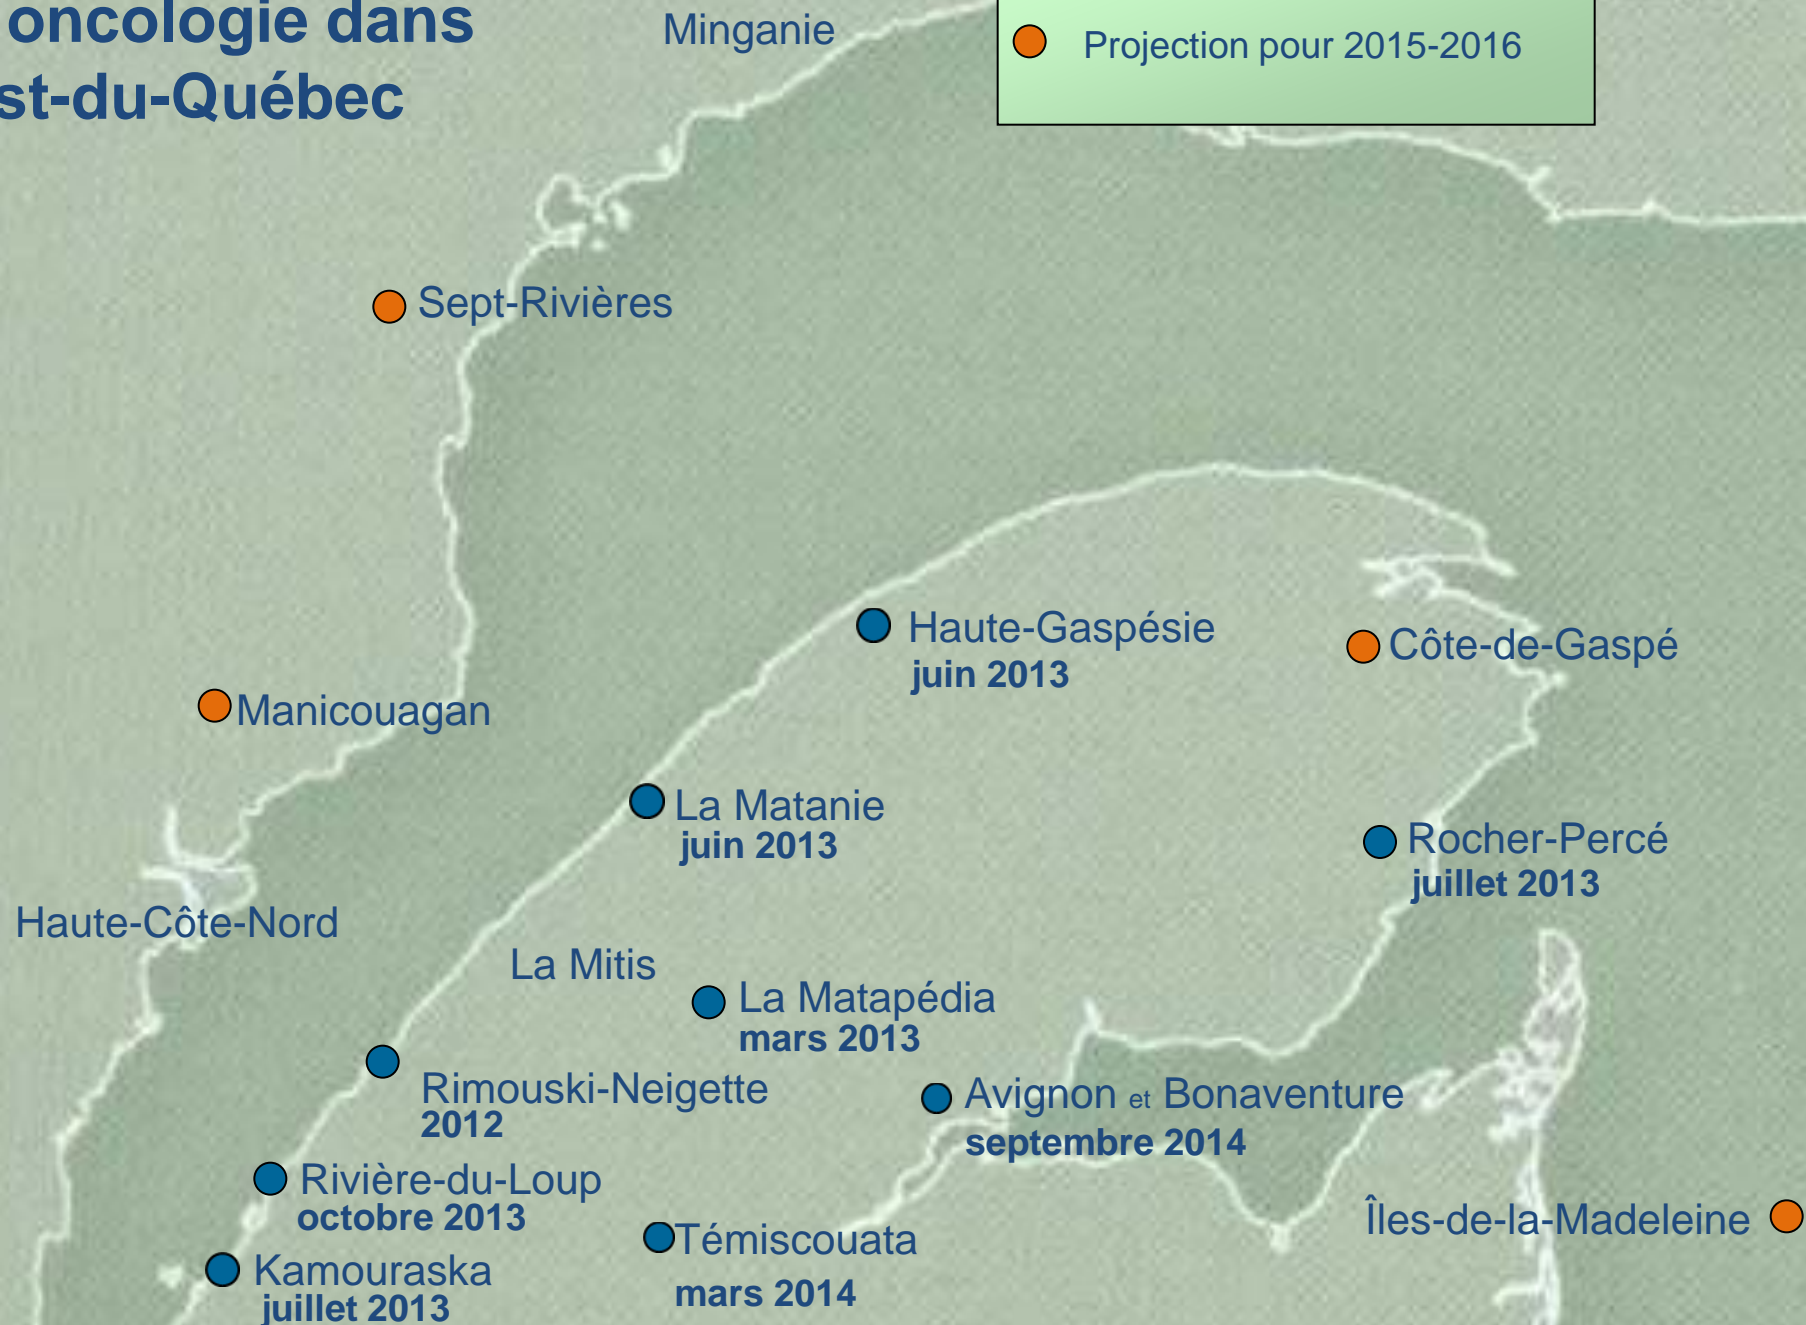 oncologie dans
st-du-Québec
Minganie
Projection pour 2015-2016
Sept-Rivières
Haute-Gaspésie
juin 2013
Côte-de-Gaspé
Manicouagan
La Matanie
juin 2013
Rocher-Percé
juillet 2013
Haute-Côte-Nord
La Mitis
La Matapédia
mars 2013
Rimouski-Neigette
2012
Avignon et Bonaventure
septembre 2014
Rivière-du-Loup
octobre 2013
Îles-de-la-Madeleine
Témiscouata
mars 2014
Kamouraska
juillet 2013